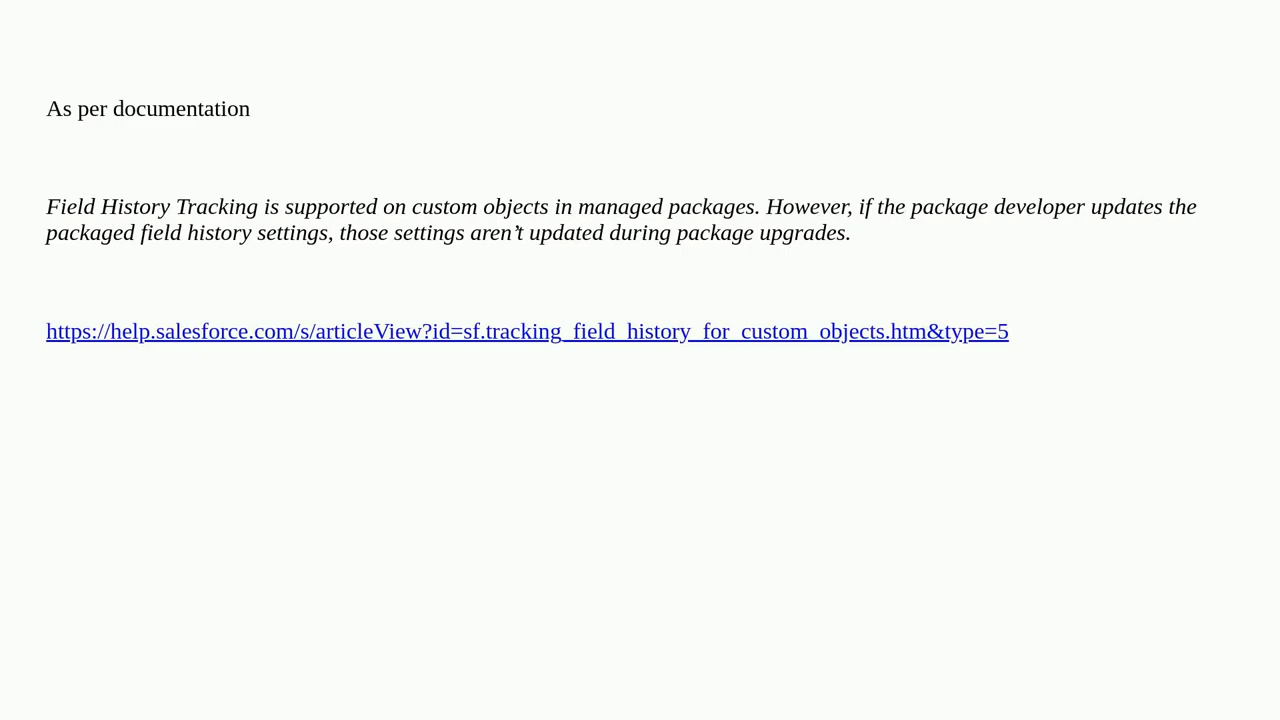 As per documentation
Field History Tracking is supported on custom objects in managed packages. However, if the package developer updates the
packaged field history settings, those settings aren’t updated during package upgrades.
https://help.salesforce.com/s/articleView?id=sf.tracking_field_history_for_custom_objects.htm&type=5